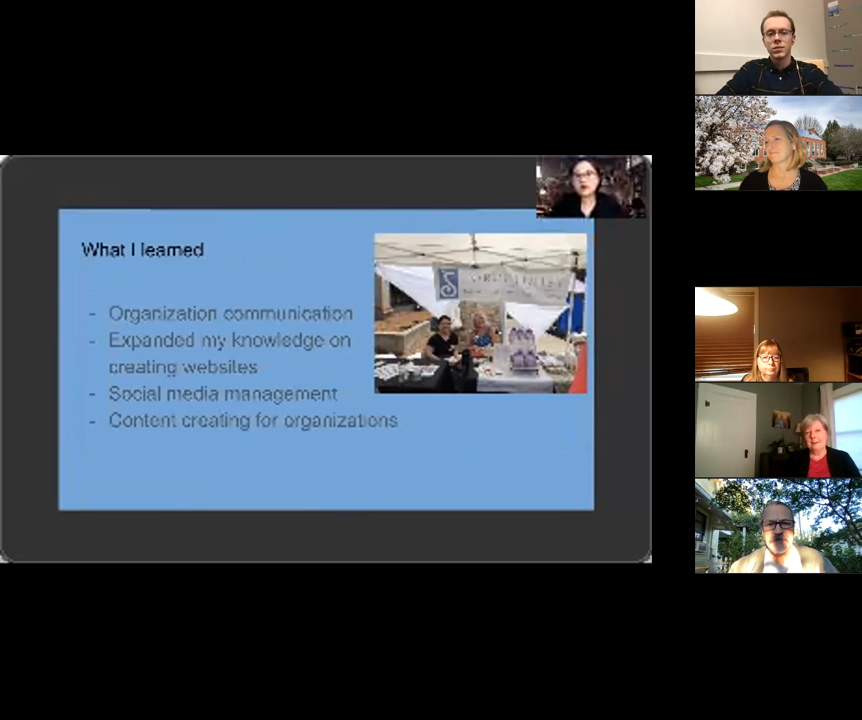 What I learned
- Organization communication
- Expanded my knowledge on
creating websites
- Social media management
- Content creating for organizations